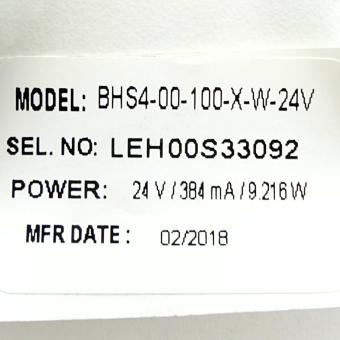 MODEL: BHS4-00-100-X-W-24V
SEL. NO: LEH00S33092
POWER: 24 V / 384 mA / 9.216 W
MFR DATE : 02/2018